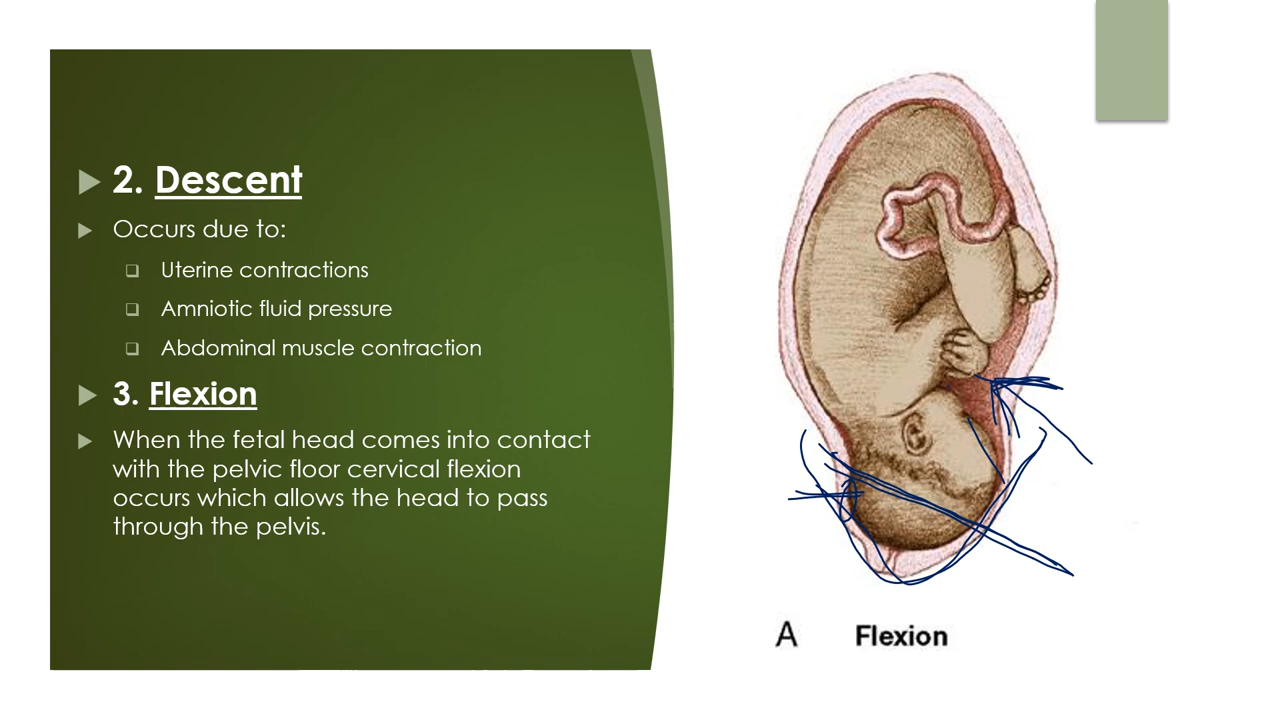 2. Descent
Occurs due to:
Uterine contractions
Amniotic fluid pressure
Abdominal muscle contraction
3. Flexion
When the fetal head comes into contact
with the pelvic floor cervical flexion
occurs which allows the head to pass
through the pelvis.
A Flexion